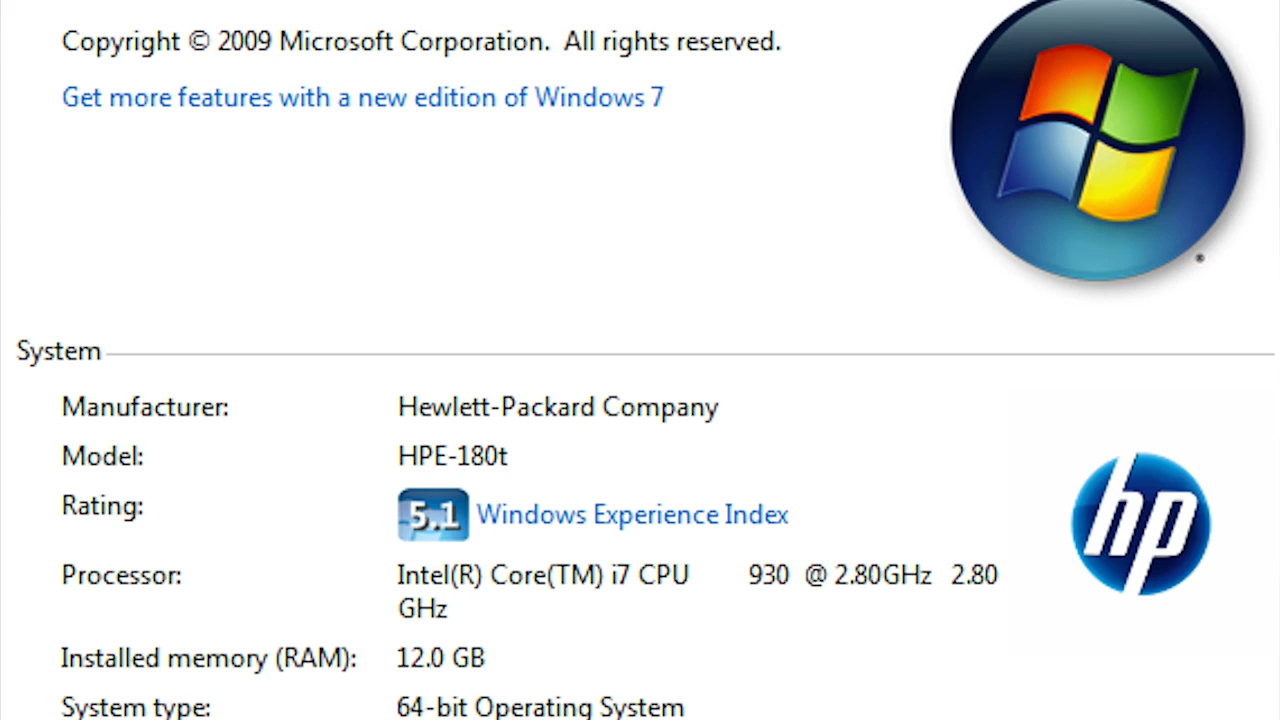 Copyright © 2009 Microsoft Corporation.  All rights reserved.
Get more features with a new edition of Windows 7
®
System
Manufacturer: Hewlett-Packard Company
Model: HPE-180t
Rating: 5.1 Windows Experience Index
hp
Processor: Intel(R) Core(TM) i7 CPU 930 @ 2.80GHz 2.80
GHz
Installed memory (RAM): 12.0 GB
System type: 64-bit Operating System